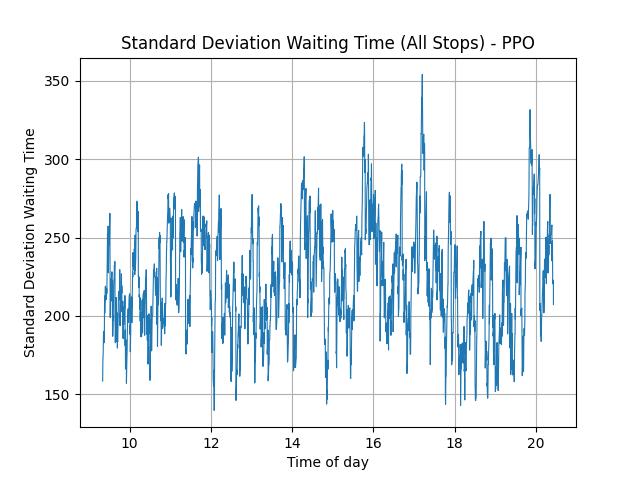 Standard Deviation Waiting Time (All Stops) - PPO
350
300
250
200
150
Standard Deviation Waiting Time
10 12 14 16 18 20
Time of day